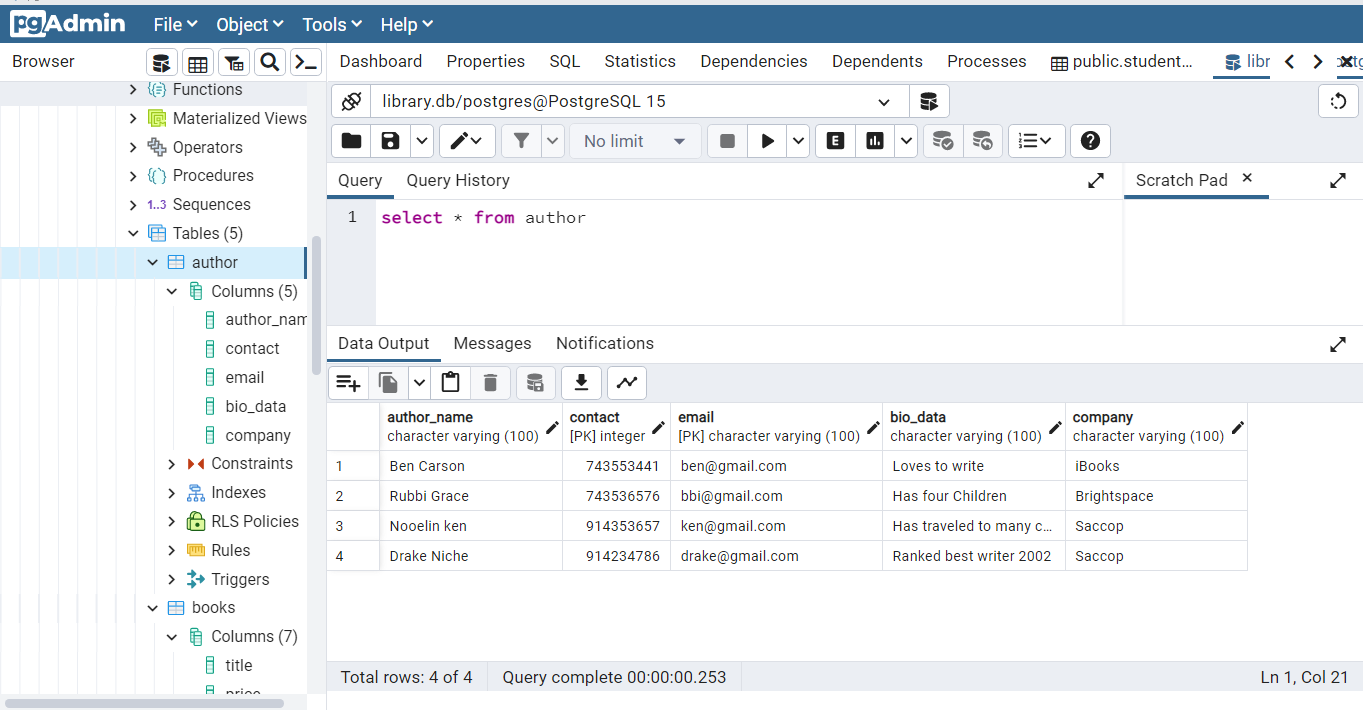 pgAdmin File Object Tools Help
Browser
Dashboard Properties SQL Statistics Dependencies Dependents Processes public.student... libr
Functions
Materialized Views
Operators
Procedures
1..3 Sequences
Tables (5)
author
Columns (5)
author_nam
contact
email
bio_data
company
Constraints
Indexes
RLS Policies
Rules
Triggers
books
Columns (7)
title
price
library.db/postgres@PostgreSQL 15
No limit E
Query Query History Scratch Pad
1 select * from author
Data Output Messages Notifications
author_name contact email bio_data company
character varying (100) [PK] integer [PK] character varying (100) character varying (100) character varying (100)
1 Ben Carson 743553441 ben@gmail.com Loves to write iBooks
2 Rubbi Grace 743536576 bbi@gmail.com Has four Children Brightspace
3 Nooelin ken 914353657 ken@gmail.com Has traveled to many c... Saccop
4 Drake Niche 914234786 drake@gmail.com Ranked best writer 2002 Saccop
Total rows: 4 of 4 Query complete 00:00:00.253 Ln 1, Col 21